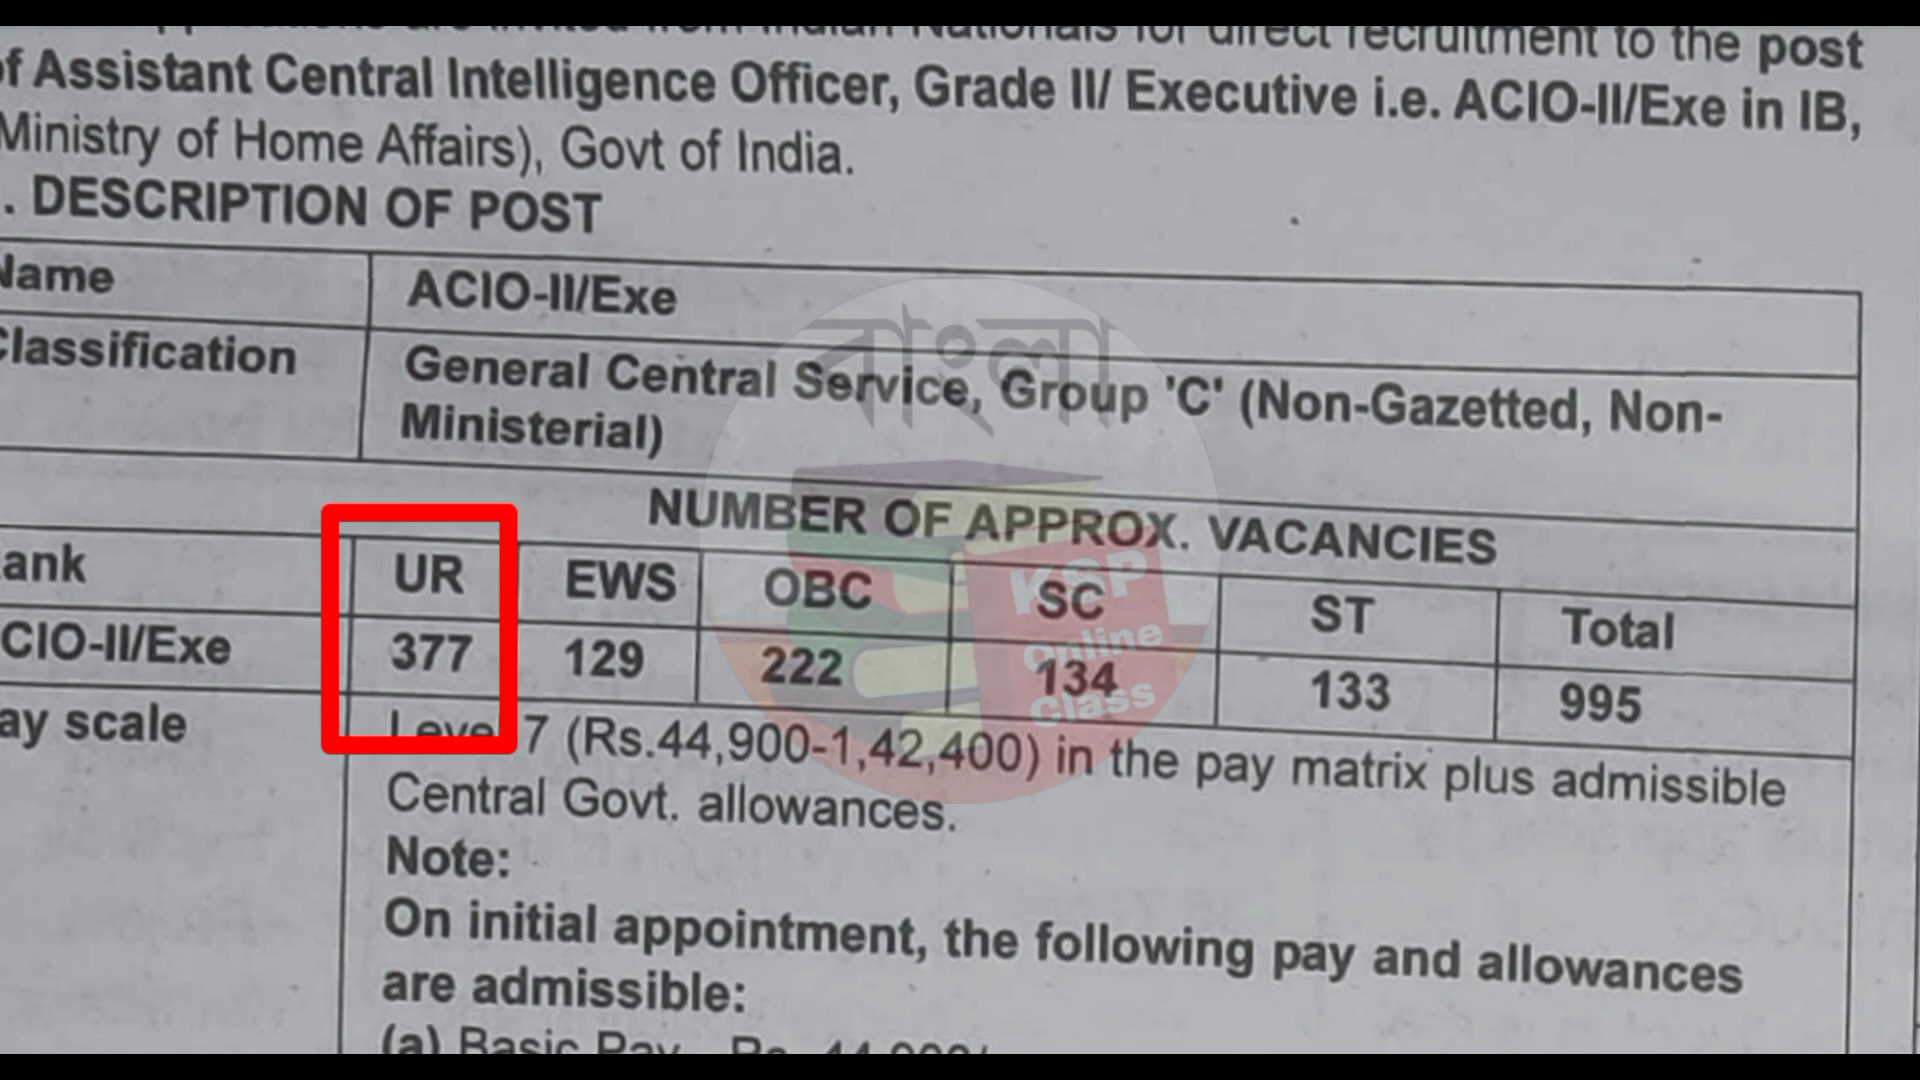 applications are invited from Indian Nationals for direct recruitment to the post
of Assistant Central Intelligence Officer, Grade II/ Executive i.e. ACIO-II/Exe in IB,
Ministry of Home Affairs), Govt of India.
. DESCRIPTION OF POST
Name ACIO-II/Exe
Classification General Central Service, Group 'C' (Non-Gazetted, Non-
Ministerial)
বাংলা
NUMBER OF APPROX. VACANCIES
ank UR EWS OBC SC ST Total
CIO-II/Exe 377 129 222 134 133 995
KSP
Online
Class
ay scale Level 7 (Rs.44,900-1,42,400) in the pay matrix plus admissible
Central Govt. allowances.
Note:
On initial appointment, the following pay and allowances
are admissible:
(a) Basic Pay Rs. 44,900/